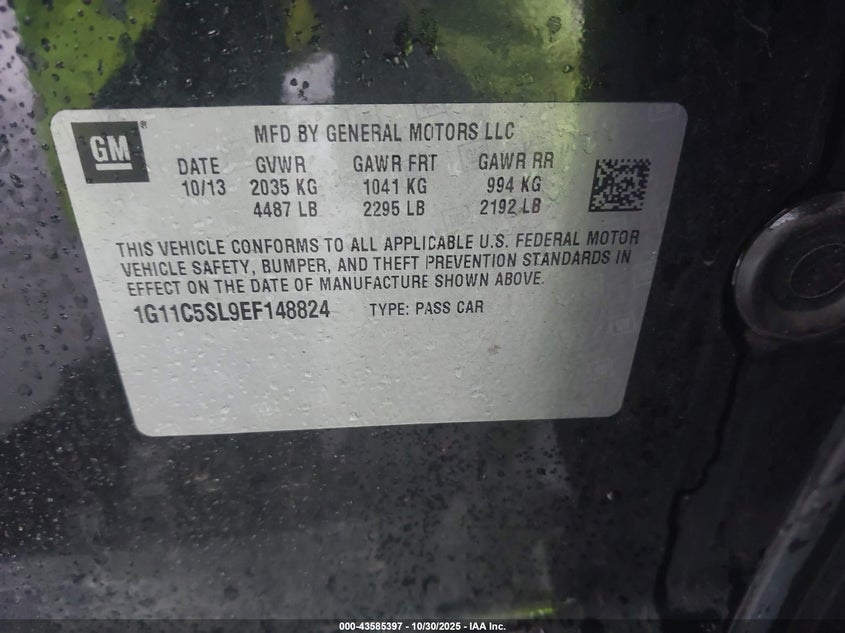 GM®
MFD BY GENERAL MOTORS LLC
DATE GVWR GAWR FRT GAWR RR
10/13 2035 KG 1041 KG 994 KG
4487 LB 2295 LB 2192 LB
THIS VEHICLE CONFORMS TO ALL APPLICABLE U.S. FEDERAL MOTOR
VEHICLE SAFETY, BUMPER, AND THEFT PREVENTION STANDARDS IN
EFFECT ON THE DATE OF MANUFACTURE SHOWN ABOVE.
1G11C5SL9EF148824 TYPE: PASS CAR
000-43585397 - 10/30/2025 - IAA Inc.